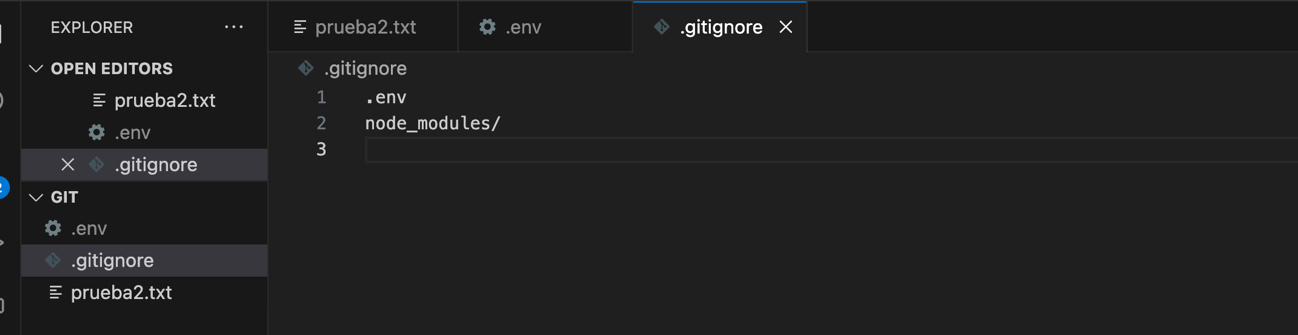 EXPLORER ...
OPEN EDITORS
prueba2.txt
.env
.gitignore
GIT
.env
.gitignore
prueba2.txt
prueba2.txt .env .gitignore
.gitignore
1 .env
2 node_modules/
3